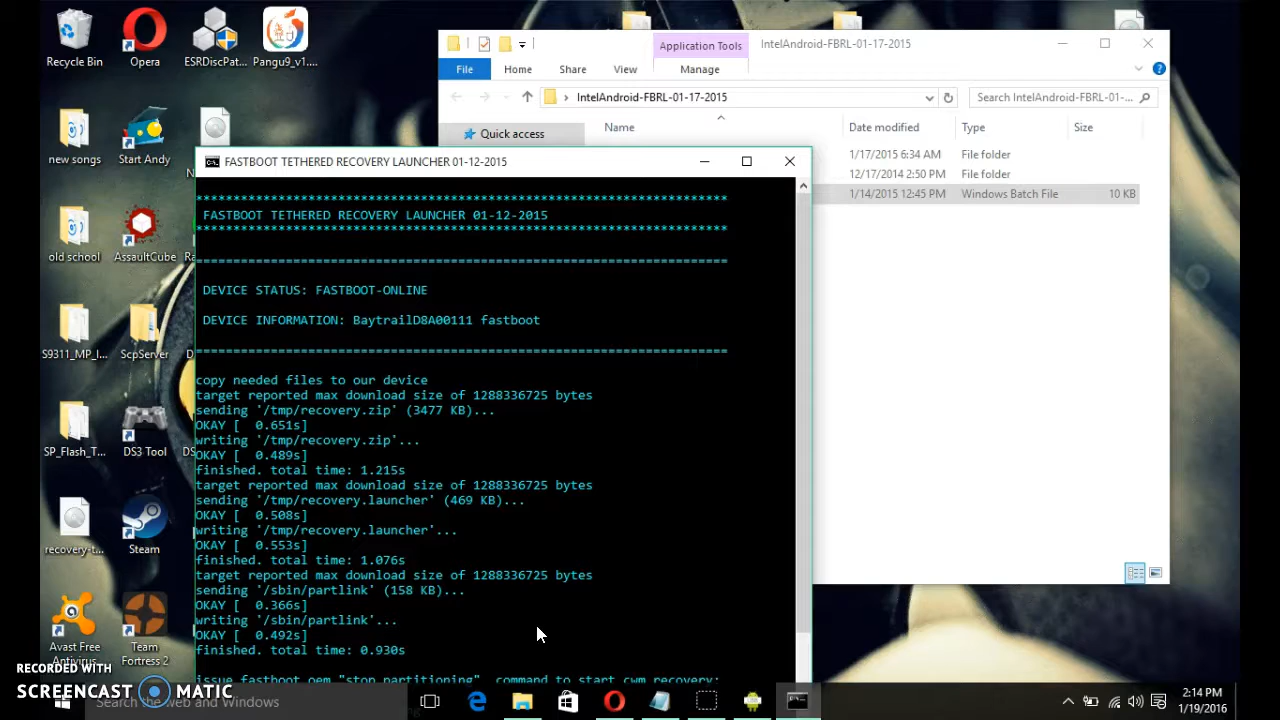 Recycle Bin
Opera
ESRDiscPat...
Pangu9_v1....
new songs
Start Andy
old school
AssaultCube
S9311_MP_I...
ScpServer
SP_Flash_T...
DS3 Tool
recovery-t...
Steam
Avast Free
Antivirus
Team
Fortress 2
Application Tools
IntelAndroid-FBRL-01-17-2015
File
Home
Share
View
Manage
IntelAndroid-FBRL-01-17-2015
Search IntelAndroid-FBRL-01-...
Quick access
Name
Date modified
Type
Size
1/17/2015 6:34 AM
File folder
12/17/2014 2:50 PM
File folder
1/14/2015 12:45 PM
Windows Batch File
10 KB
FASTBOOT TETHERED RECOVERY LAUNCHER 01-12-2015
***********************************************************************
FASTBOOT TETHERED RECOVERY LAUNCHER 01-12-2015
***********************************************************************
=======================================================================
DEVICE STATUS: FASTBOOT-ONLINE
DEVICE INFORMATION: BaytrailD8A00111 fastboot
=======================================================================
copy needed files to our device
target reported max download size of 1288336725 bytes
sending '/tmp/recovery.zip' (3477 KB)...
OKAY [  0.651s]
writing '/tmp/recovery.zip'...
OKAY [  0.489s]
finished. total time: 1.215s
target reported max download size of 1288336725 bytes
sending '/tmp/recovery.launcher' (469 KB)...
OKAY [  0.508s]
writing '/tmp/recovery.launcher'...
OKAY [  0.553s]
finished. total time: 1.076s
target reported max download size of 1288336725 bytes
sending '/sbin/partlink' (158 KB)...
OKAY [  0.366s]
writing '/sbin/partlink'...
OKAY [  0.492s]
finished. total time: 0.930s
issue fastboot oem "stop partitioning"  command to start cwm recovery:
RECORDED WITH
SCREENCAST MATIC
Search the web and Windows
2:14 PM
1/19/2016